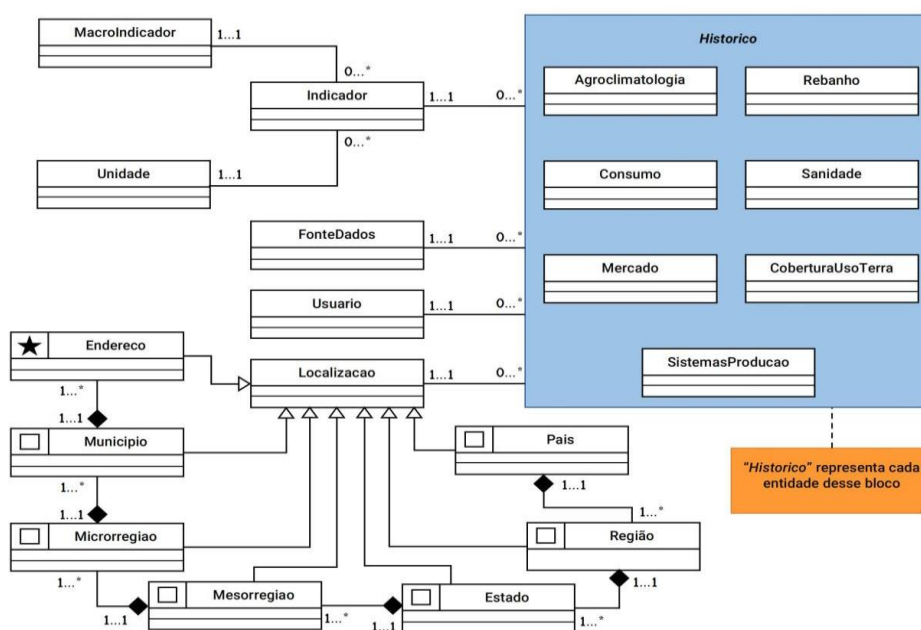 MacroIndicador
1...1
Historico
0...*
Agroclimatologia
Rebanho
Indicador
1...1
0...*
0...*
Unidade
1...1
Consumo
Sanidade
FonteDados
1...1
0...*
Mercado
CoberturaUsoTerra
Usuario
1...1
0...*
Endereco
Localizacao
1...1
0...*
SistemasProducao
1...*
1...1
Municipio
Pais
"Historico" representa cada
entidade desse bloco
1...*
1...1
1...1
1...*
Microrregiao
Região
1...*
1...1
1...1
Mesorregiao
1...*
1...1
Estado
1...*